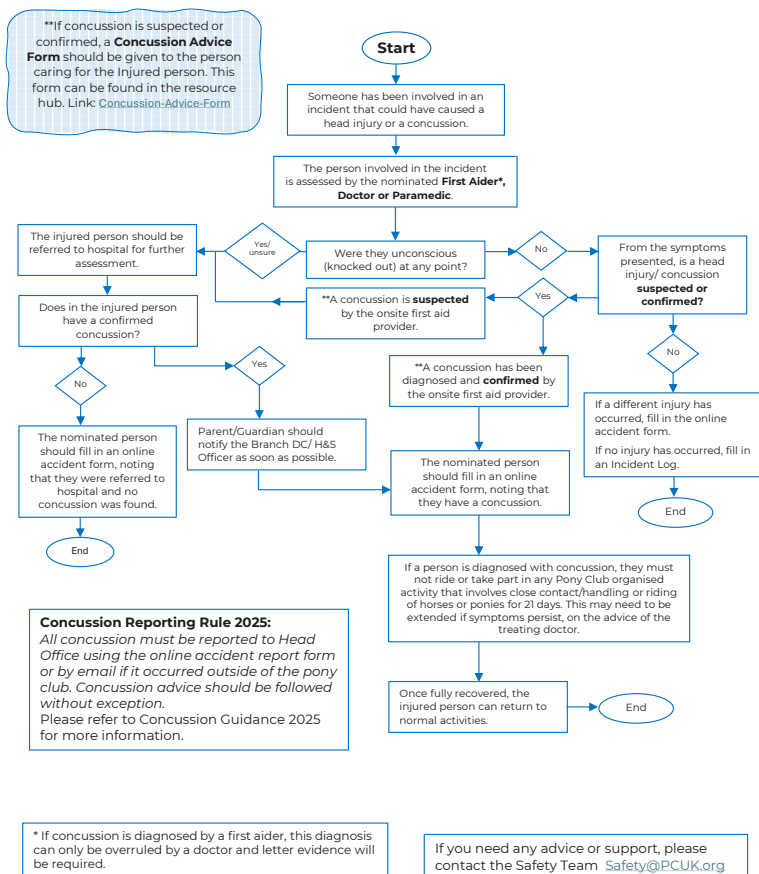 **If concussion is suspected or
confirmed, a Concussion Advice
Form should be given to the person
caring for the Injured person. This
form can be found in the resource
hub. Link: Concussion-Advice-Form
Start
Someone has been involved in an
incident that could have caused a
head injury or a concussion.
The person involved in the incident
is assessed by the nominated First Aider*,
Doctor or Paramedic.
Were they unconscious
(knocked out) at any point?
Yes/
unsure
The injured person should be
referred to hospital for further
assessment.
No
From the symptoms
presented, is a head
injury/ concussion
suspected or
confirmed?
Yes
**A concussion is suspected
by the onsite first aid
provider.
Does in the injured person
have a confirmed
concussion?
No
Yes
The nominated person
should fill in an online
accident form, noting
that they were referred to
hospital and no
concussion was found.
End
Parent/Guardian should
notify the Branch DC/ H&S
Officer as soon as possible.
**A concussion has been
diagnosed and confirmed by
the onsite first aid provider.
No
If a different injury has
occurred, fill in the online
accident form.
If no injury has occurred, fill in
an Incident Log.
End
The nominated person
should fill in an online
accident form, noting that
they have a concussion.
If a person is diagnosed with concussion, they must
not ride or take part in any Pony Club organised
activity that involves close contact/handling or riding
of horses or ponies for 21 days. This may need to be
extended if symptoms persist, on the advice of the
treating doctor.
Once fully recovered, the
injured person can return to
normal activities.
End
Concussion Reporting Rule 2025:
All concussion must be reported to Head
Office using the online accident report form
or by email if it occurred outside of the pony
club. Concussion advice should be followed
without exception.
Please refer to Concussion Guidance 2025
for more information.
* If concussion is diagnosed by a first aider, this diagnosis
can only be overruled by a doctor and letter evidence will
be required.
If you need any advice or support, please
contact the Safety Team Safety@PCUK.org